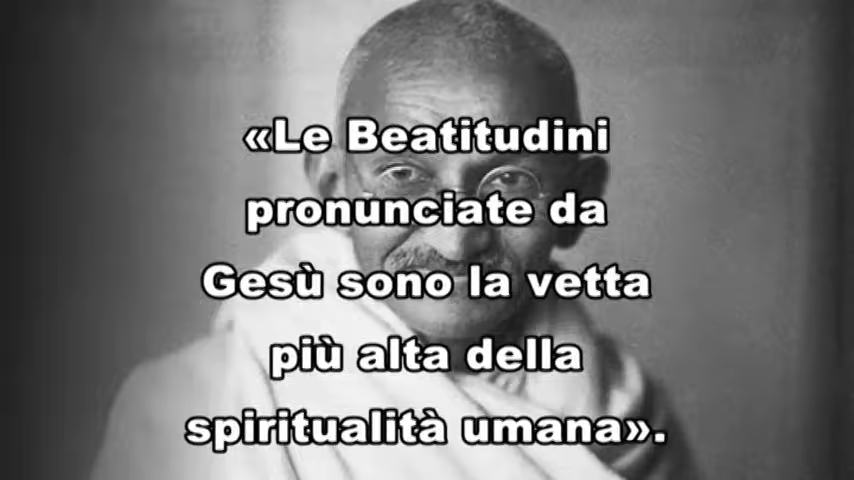 «Le Beatitudini
pronunciate da
Gesù sono la vetta
più alta della
spiritualità umana».